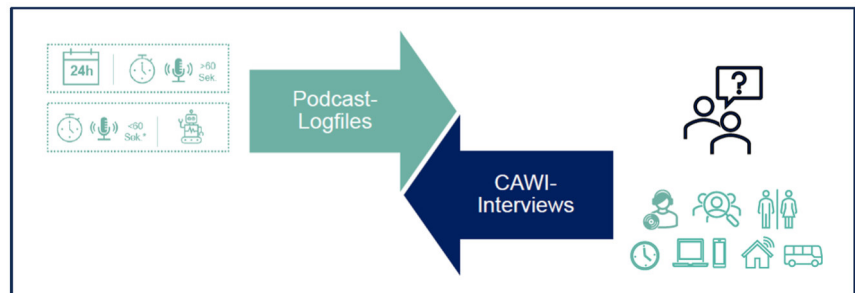 24h
>60
Sek.
<60
Sek.*
Podcast-
Logfiles
?
CAWI-
Interviews